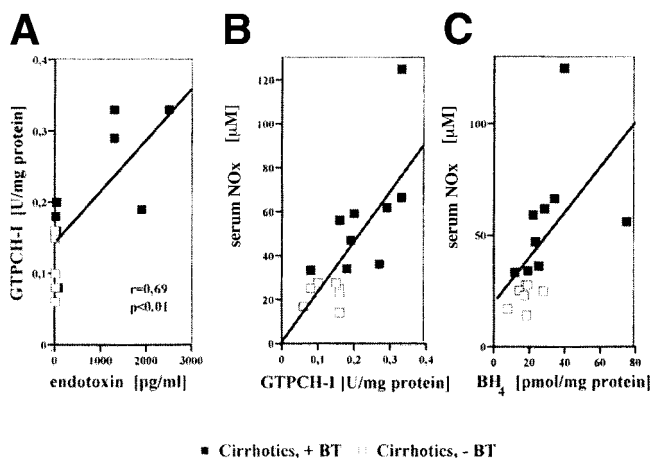 A
B
C
GTPCH-I [U/mg protein]
0,4
0,3
0,2
0,1
0
0
1000
2000
3000
endotoxin [pg/ml]
r=0,69
p<0,01
serum NOx [μM]
120
100
80
60
40
20
0
0
0,1
0,2
0,3
0,4
GTPCH-I [U/mg protein]
serum NOx [μM]
100
50
0
0
20
40
60
80
BH4 [pmol/mg protein]
Cirrhotics, + BT
Cirrhotics, - BT